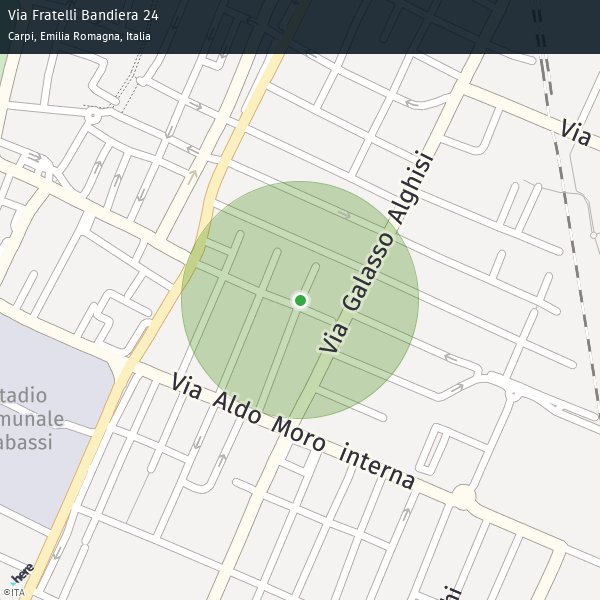 Via Fratelli Bandiera 24
Carpi, Emilia Romagna, Italia
Via
Via Galasso Alghisi
Via Aldo Moro interna
tadio
munale
abassi
ni
here
©ITA